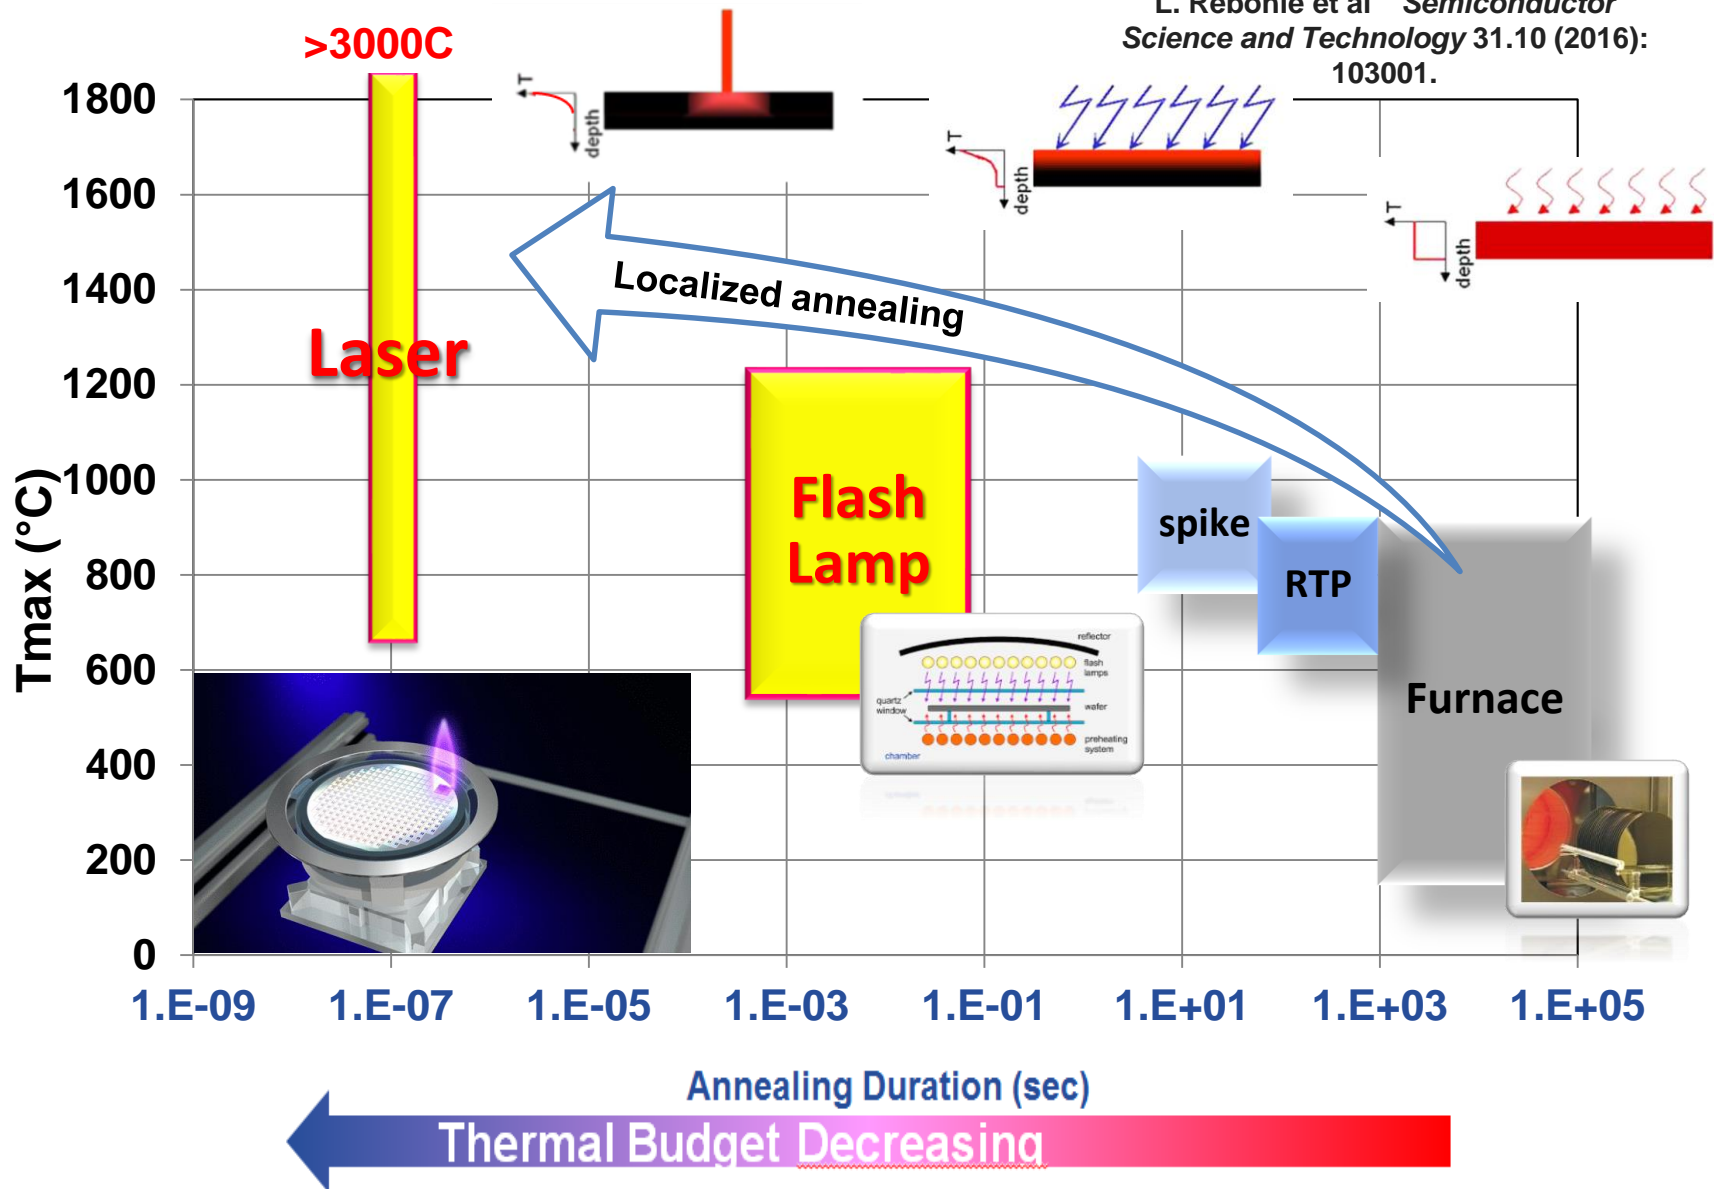 L. Rebohle et al  Semiconductor
Science and Technology 31.10 (2016):
103001.
>3000C
1800
1600
1400
1200
1000
800
600
400
200
0
Tmax (°C)
T
depth
T
depth
T
depth
Localized annealing
Laser
Flash
Lamp
spike
RTP
Furnace
reflector
flash
lamps
quartz
window
wafer
preheating
system
chamber
1.E-09
1.E-07
1.E-05
1.E-03
1.E-01
1.E+01
1.E+03
1.E+05
Annealing Duration (sec)
Thermal Budget Decreasing